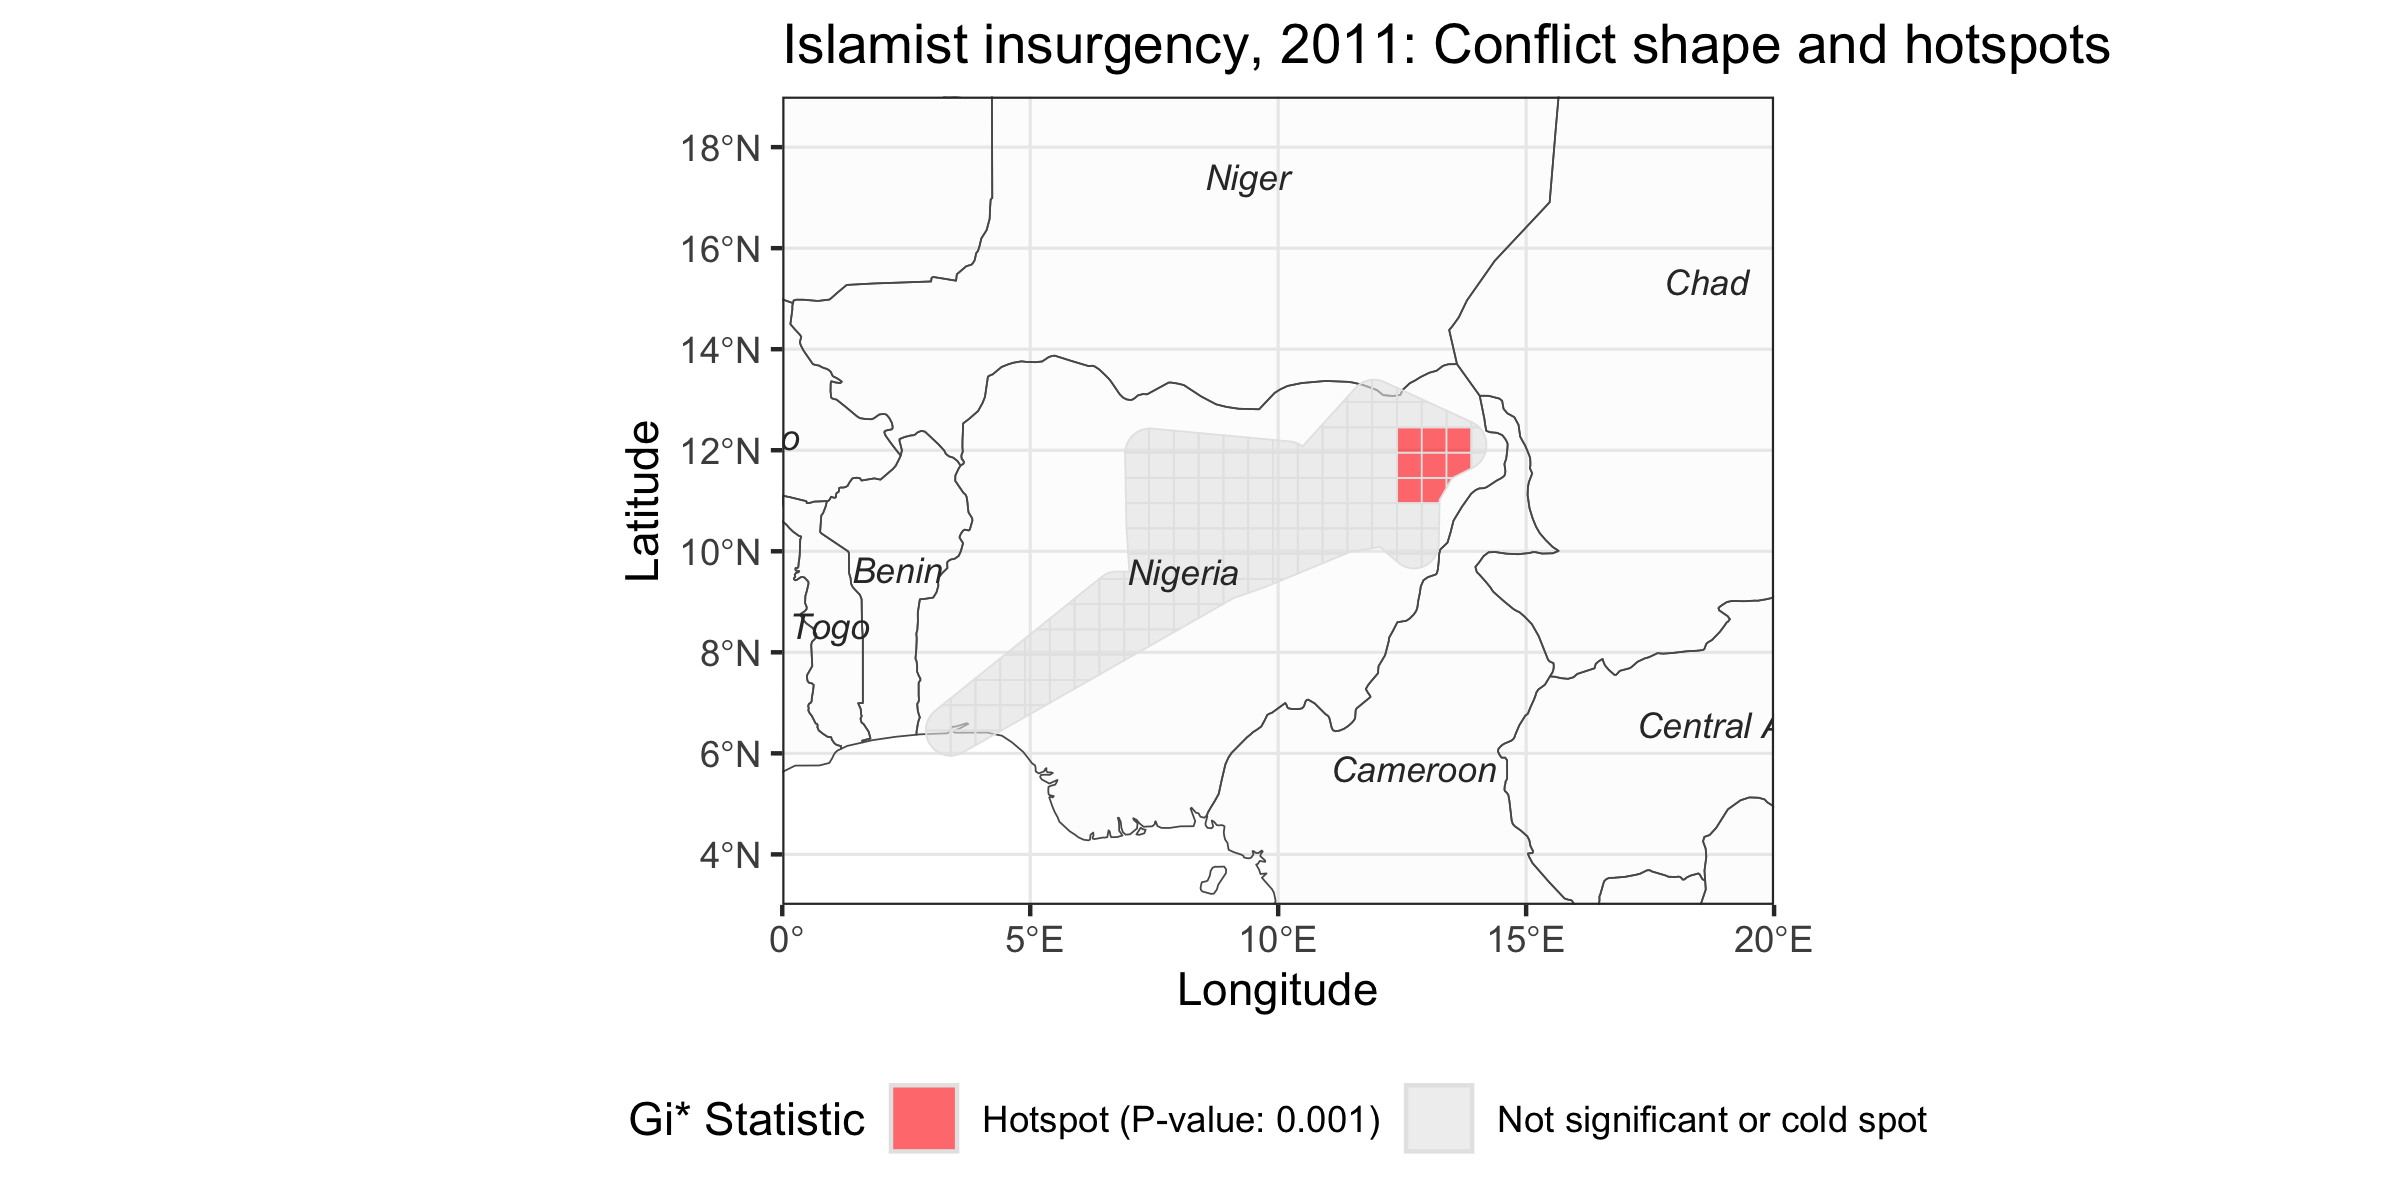 Islamist insurgency, 2011: Conflict shape and hotspots
18°N
Niger
16°N
Chad
14°N
12°N
o
10°N
Benin
Nigeria
Togo
8°N
Central A
6°N
Cameroon
4°N
Latitude
0°
5°E
10°E
15°E
20°E
Longitude
Gi* Statistic
Hotspot (P-value: 0.001)
Not significant or cold spot